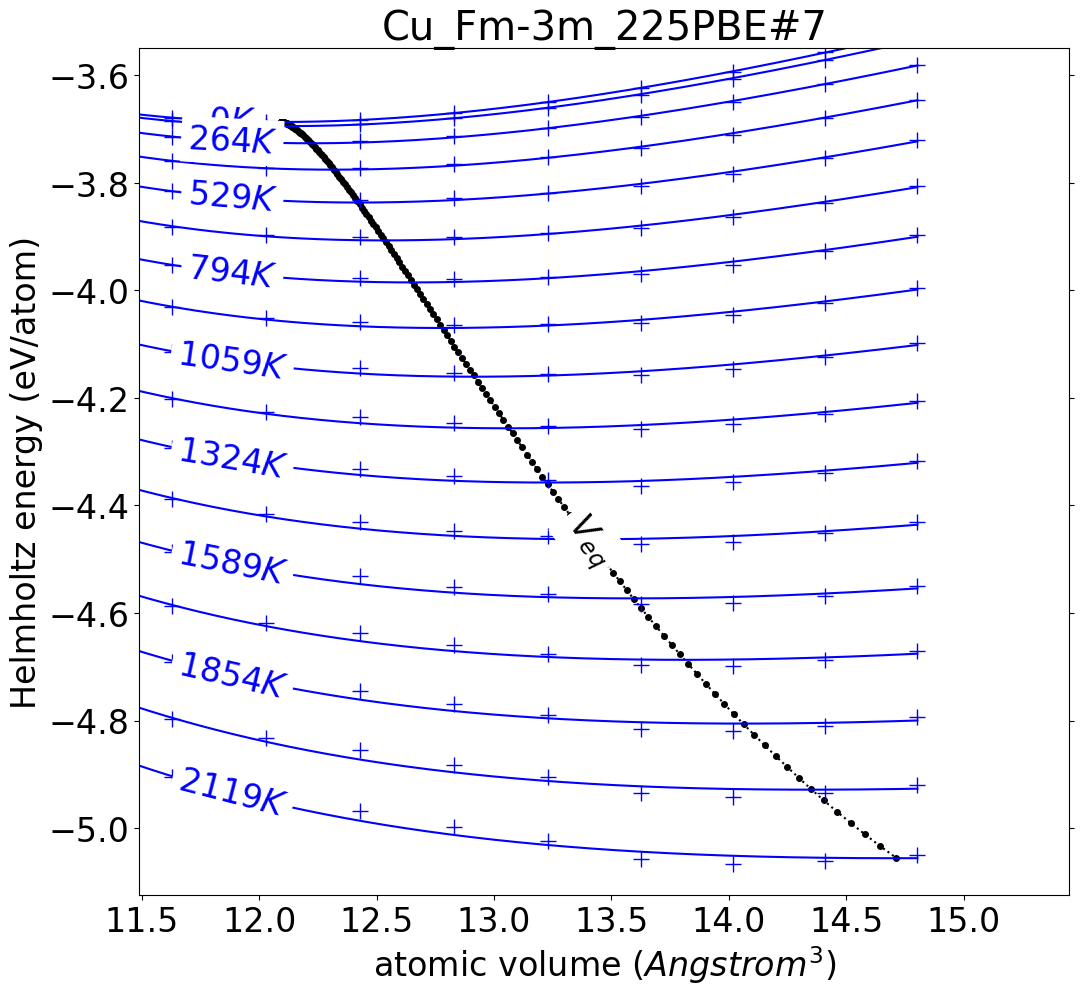 Cu_Fm-3m_225PBE#7
Helmholtz energy (eV/atom)
−3.6
−3.8
−4.0
−4.2
−4.4
−4.6
−4.8
−5.0
0K
264K
529K
794K
1059K
1324K
1589K
1854K
2119K
V_eq
11.5 12.0 12.5 13.0 13.5 14.0 14.5 15.0
atomic volume (Angstrom³)